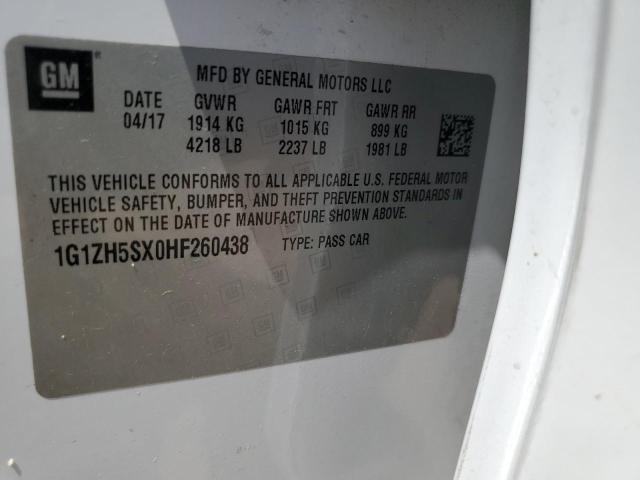 GM
MFD BY GENERAL MOTORS LLC
DATE GVWR GAWR FRT GAWR RR
04/17 1914 KG 1015 KG 899 KG
4218 LB 2237 LB 1981 LB
THIS VEHICLE CONFORMS TO ALL APPLICABLE U.S. FEDERAL MOTOR
VEHICLE SAFETY, BUMPER, AND THEFT PREVENTION STANDARDS IN
EFFECT ON THE DATE OF MANUFACTURE SHOWN ABOVE.
1G1ZH5SX0HF260438 TYPE: PASS CAR